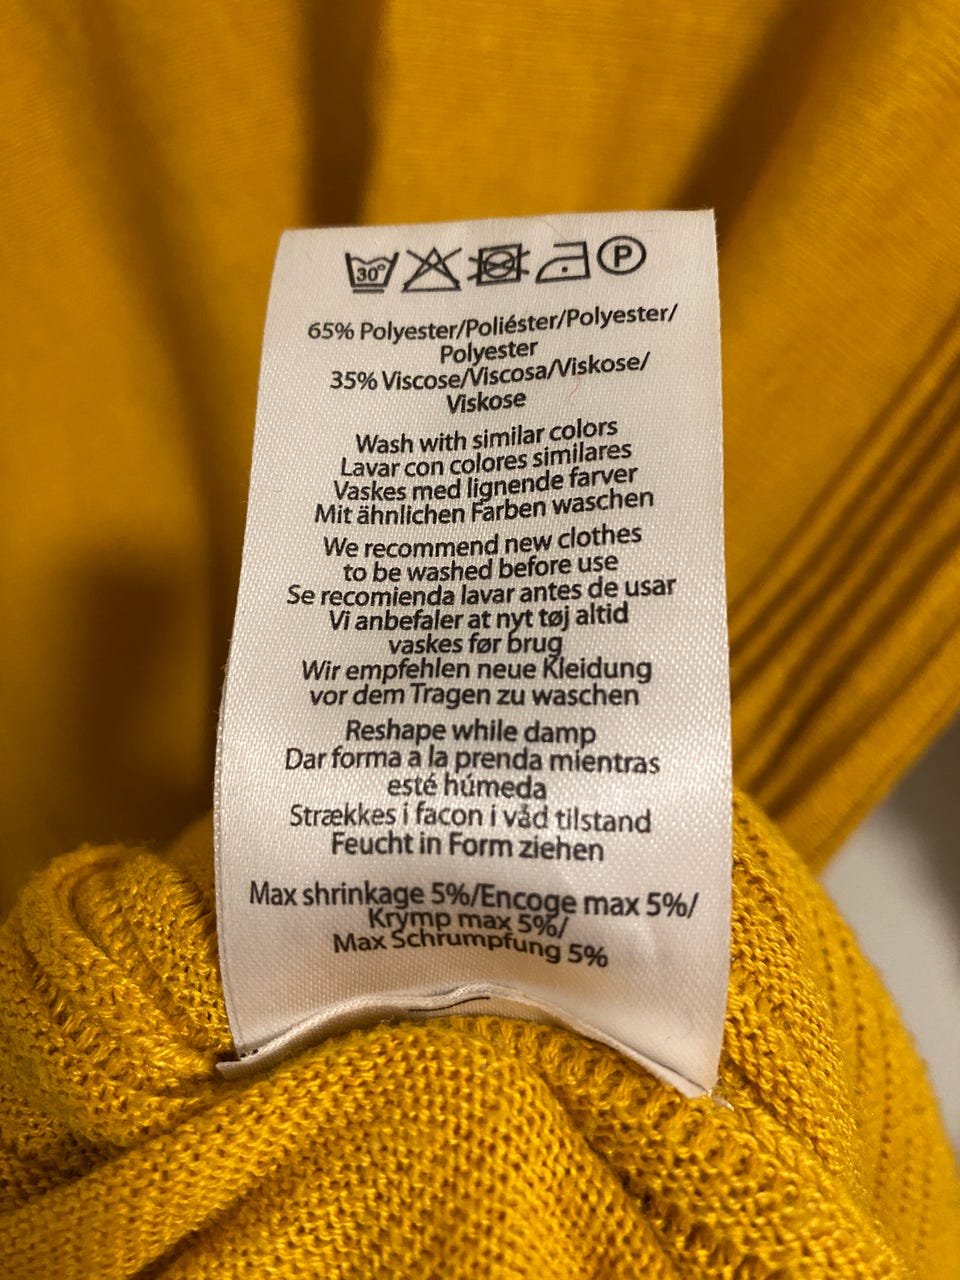 30° P
65% Polyester/Poliéster/Polyester/
Polyester
35% Viscose/Viscosa/Viskose/
Viskose
Wash with similar colors
Lavar con colores similares
Vaskes med lignende farver
Mit ähnlichen Farben waschen
We recommend new clothes
to be washed before use
Se recomienda lavar antes de usar
Vi anbefaler at nyt tøj altid
vaskes før brug
Wir empfehlen neue Kleidung
vor dem Tragen zu waschen
Reshape while damp
Dar forma a la prenda mientras
esté húmeda
Strækkes i facon i våd tilstand
Feucht in Form ziehen
Max shrinkage 5%/Encoge max 5%/
Krymp max 5%/
Max Schrumpfung 5%